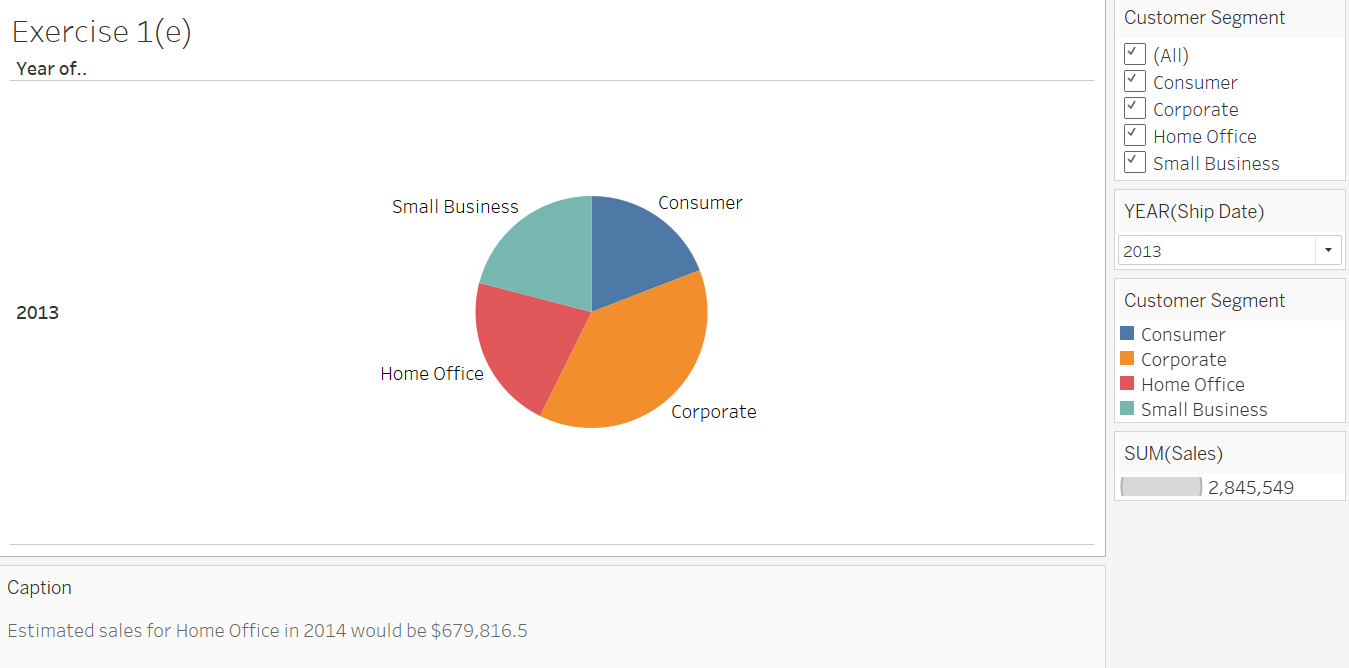 Exercise 1(e)
Year of..
2013
Small Business
Consumer
Home Office
Corporate
Caption
Estimated sales for Home Office in 2014 would be $679,816.5
Customer Segment
(All)
Consumer
Corporate
Home Office
Small Business
YEAR(Ship Date)
2013
Customer Segment
Consumer
Corporate
Home Office
Small Business
SUM(Sales)
2,845,549